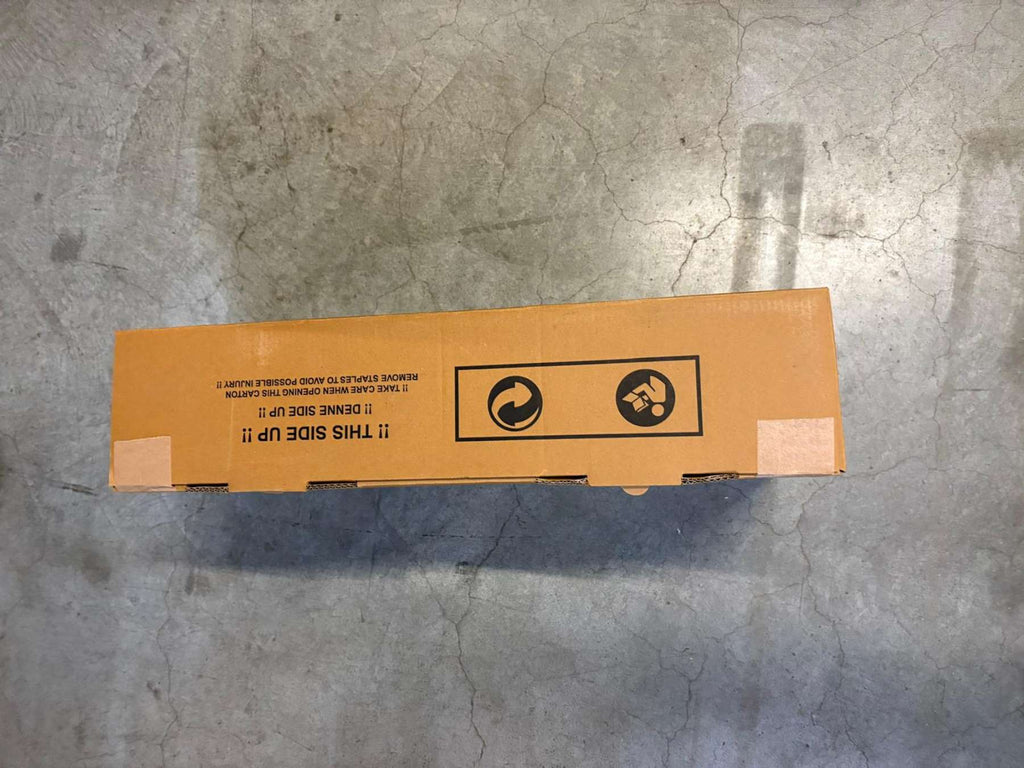 !! THIS SIDE UP !!
!! DENNE SIDE UP !!
!! TAKE CARE WHEN OPENING THIS CARTON
REMOVE STAPLES TO AVOID POSSIBLE INJURY !!